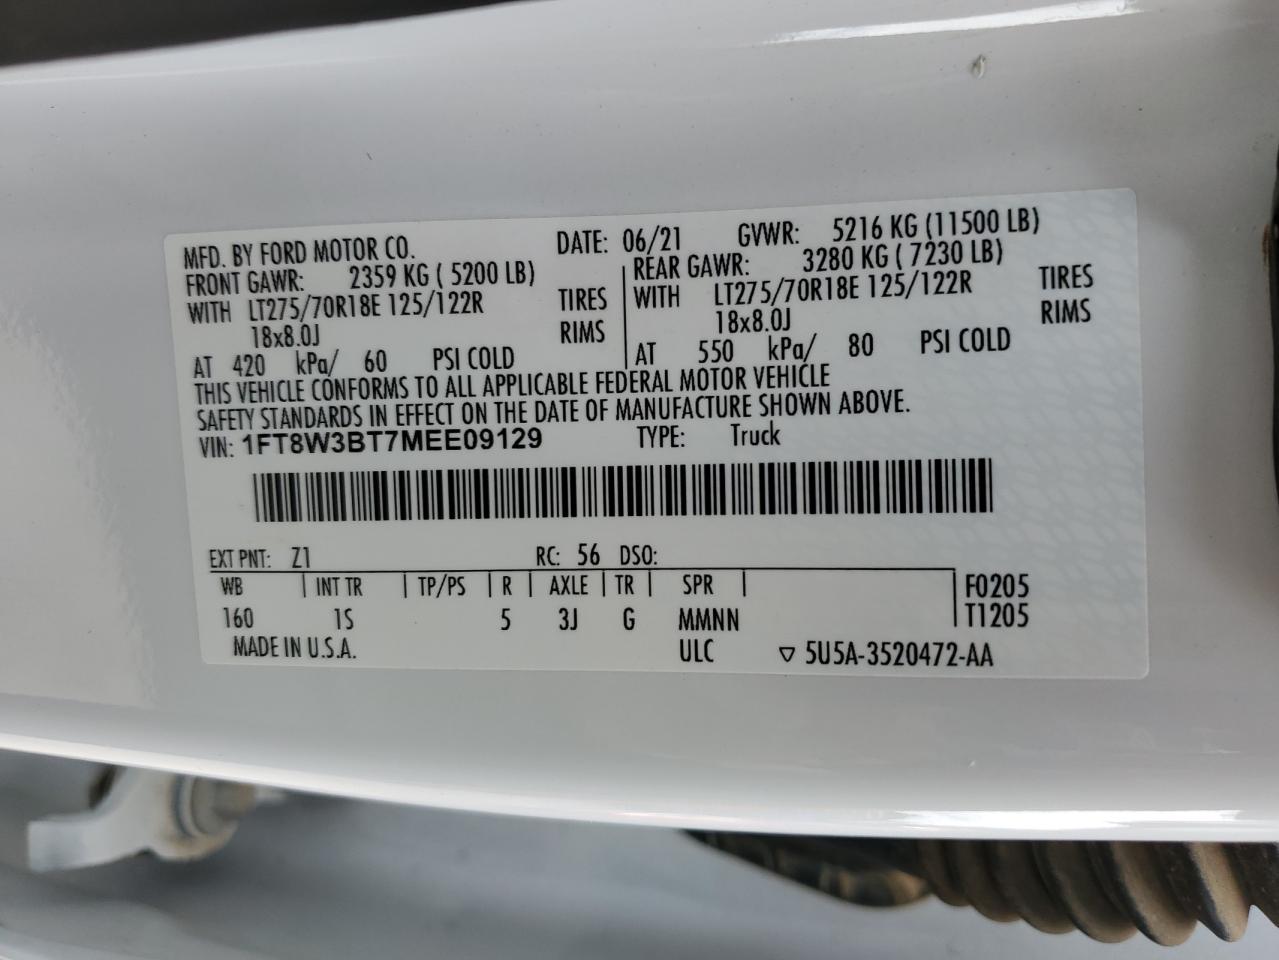 MFD. BY FORD MOTOR CO. DATE: 06/21 GVWR: 5216 KG (11500 LB)
FRONT GAWR: 2359 KG ( 5200 LB) REAR GAWR: 3280 KG ( 7230 LB)
WITH LT275/70R18E 125/122R TIRES WITH LT275/70R18E 125/122R TIRES
18x8.0J RIMS 18x8.0J RIMS
AT 420 kPa/ 60 PSI COLD AT 550 kPa/ 80 PSI COLD
THIS VEHICLE CONFORMS TO ALL APPLICABLE FEDERAL MOTOR VEHICLE
SAFETY STANDARDS IN EFFECT ON THE DATE OF MANUFACTURE SHOWN ABOVE.
VIN: 1FT8W3BT7MEE09129 TYPE: Truck
EXT PNT: Z1 RC: 56 DSO:
WB INT TR TP/PS R AXLE TR SPR F0205
160 1S 5 3J G MMNN T1205
MADE IN U.S.A. ULC ▽ 5U5A-3520472-AA